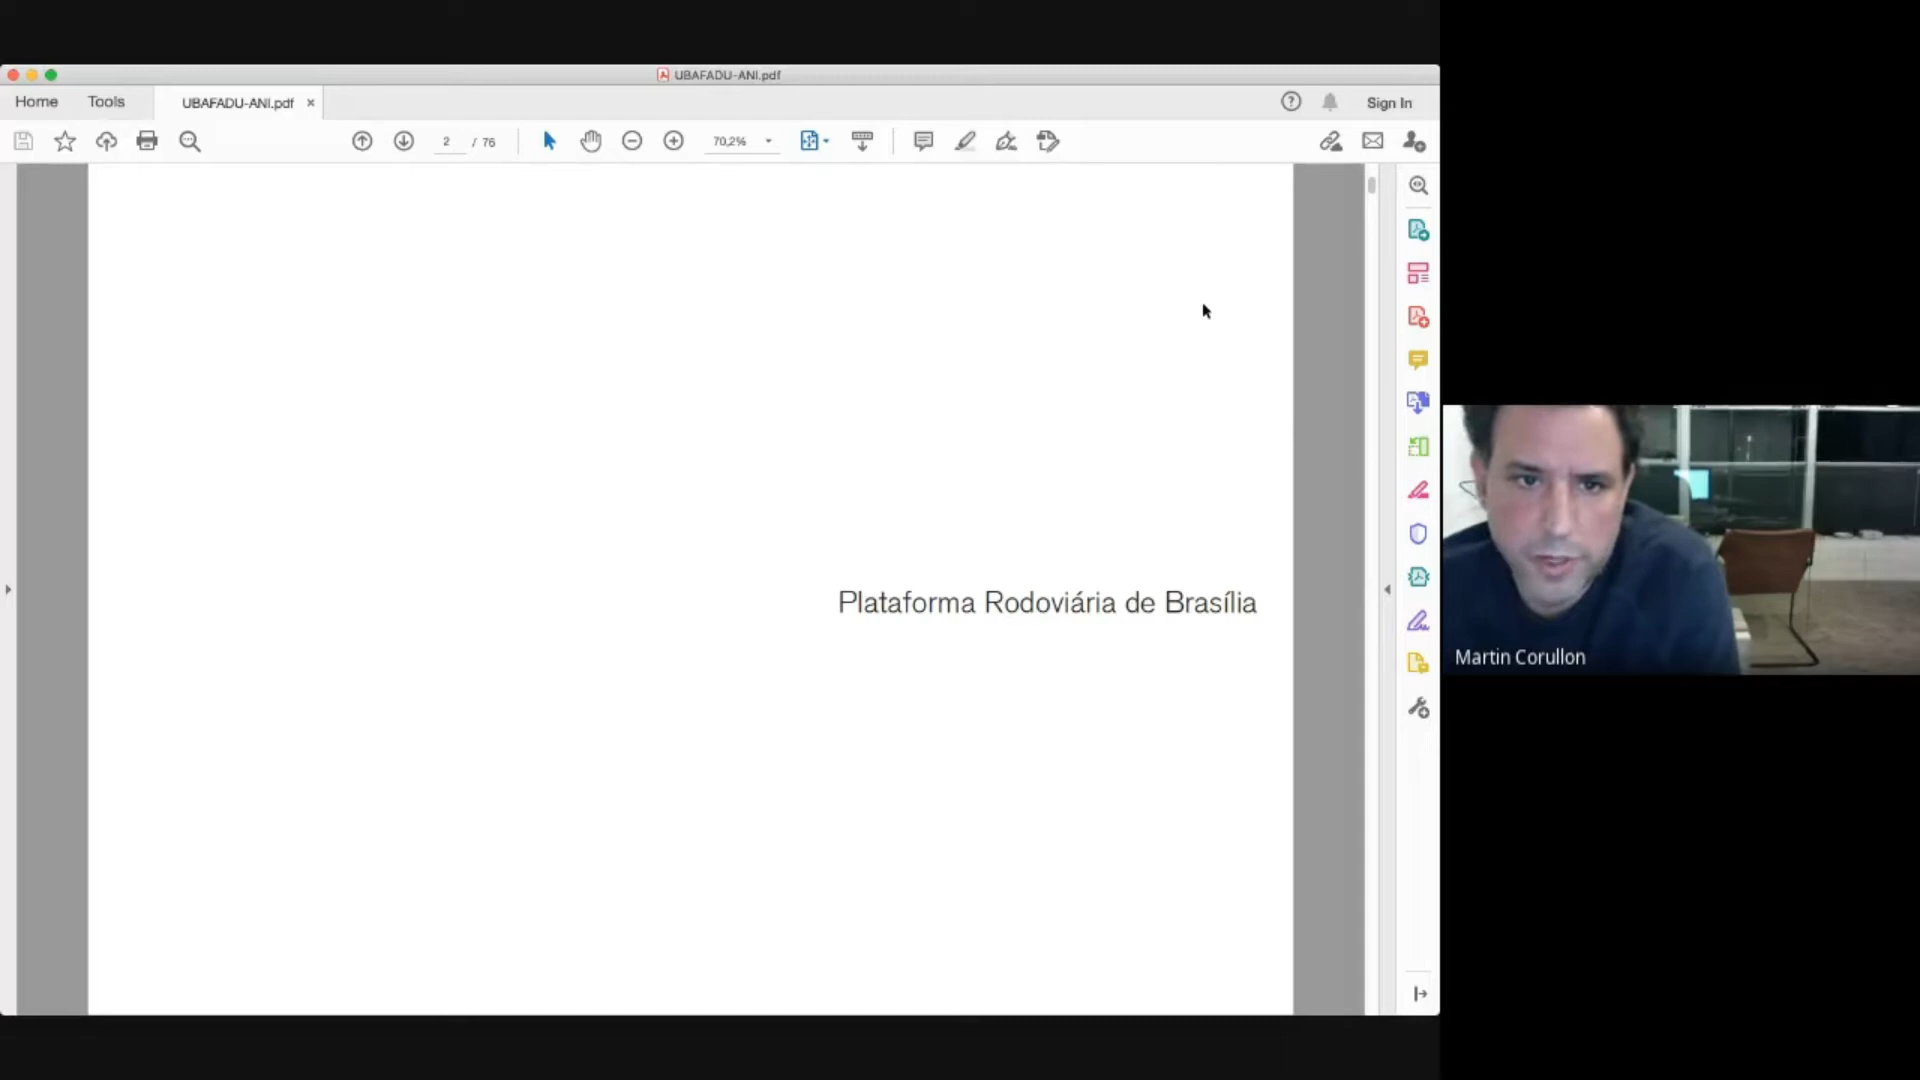 UBAFADU-ANI.pdf
Home
Tools
UBAFADU-ANI.pdf
Sign In
2 / 76
70,2%
Plataforma Rodoviária de Brasília
Martin Corullon